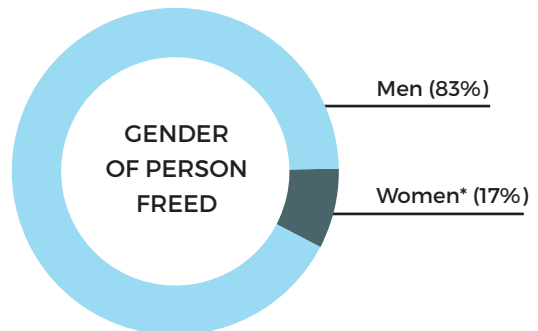 GENDER
OF PERSON
FREED
Men (83%)
Women* (17%)